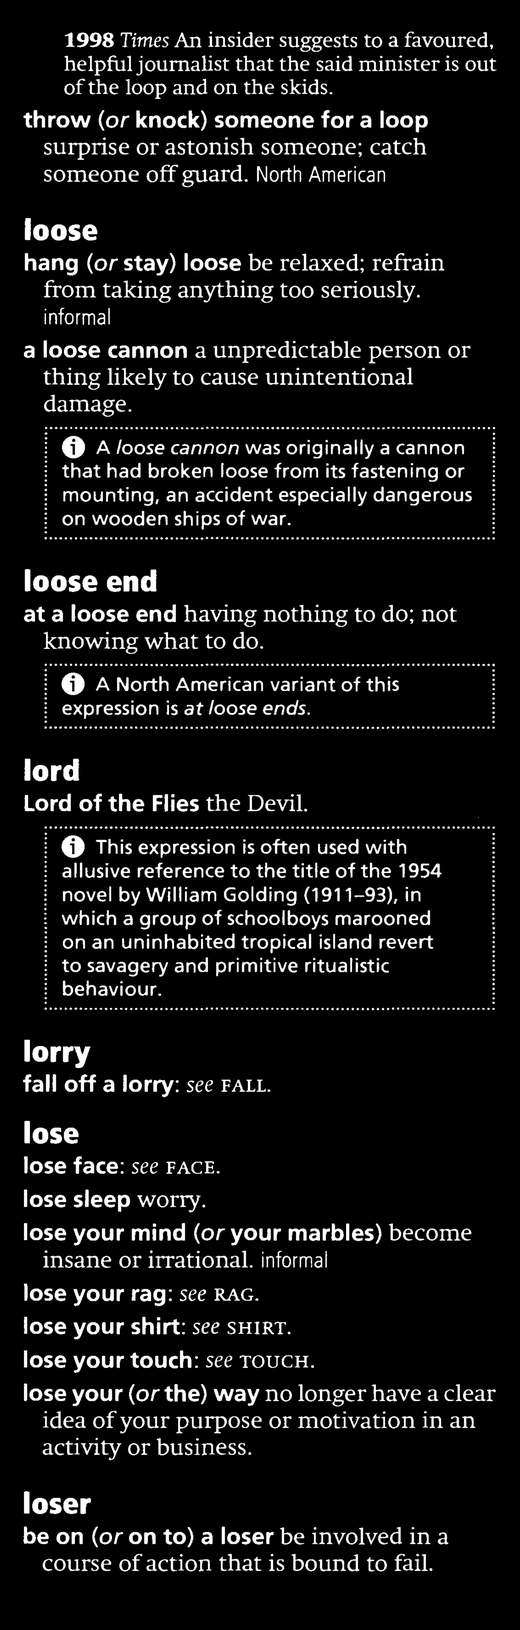 1998 Times An insider suggests to a favoured,
helpful journalist that the said minister is out
of the loop and on the skids.
throw (or knock) someone for a loop
surprise or astonish someone; catch
someone off guard. North American
loose
hang (or stay) loose be relaxed; refrain
from taking anything too seriously.
informal
a loose cannon a unpredictable person or
thing likely to cause unintentional
damage.
i A loose cannon was originally a cannon
that had broken loose from its fastening or
mounting, an accident especially dangerous
on wooden ships of war.
loose end
at a loose end having nothing to do; not
knowing what to do.
i A North American variant of this
expression is at loose ends.
lord
Lord of the Flies the Devil.
i This expression is often used with
allusive reference to the title of the 1954
novel by William Golding (1911–93), in
which a group of schoolboys marooned
on an uninhabited tropical island revert
to savagery and primitive ritualistic
behaviour.
lorry
fall off a lorry: see FALL.
lose
lose face: see FACE.
lose sleep worry.
lose your mind (or your marbles) become
insane or irrational. informal
lose your rag: see RAG.
lose your shirt: see SHIRT.
lose your touch: see TOUCH.
lose your (or the) way no longer have a clear
idea of your purpose or motivation in an
activity or business.
loser
be on (or on to) a loser be involved in a
course of action that is bound to fail.